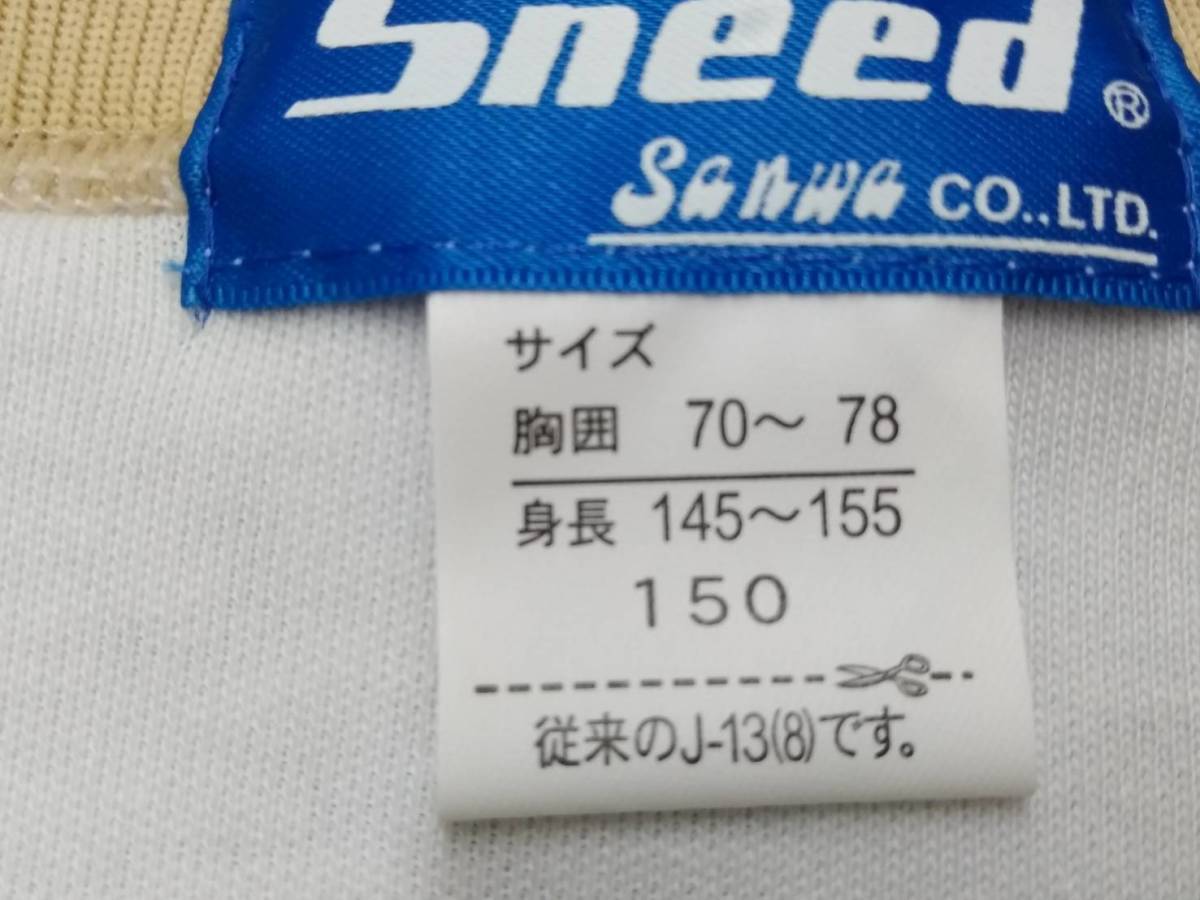 Sneed ®
Sanwa CO.,LTD.
サイズ
胸囲 70～78
身長 145～155
150
従来のJ-13(8)です。